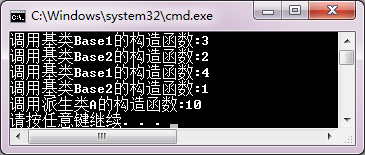 C:\Windows\system32\cmd.exe
调用基类Base1的构造函数:3
调用基类Base2的构造函数:2
调用基类Base1的构造函数:4
调用基类Base2的构造函数:1
调用派生类A的构造函数:10
请按任意键继续. . .